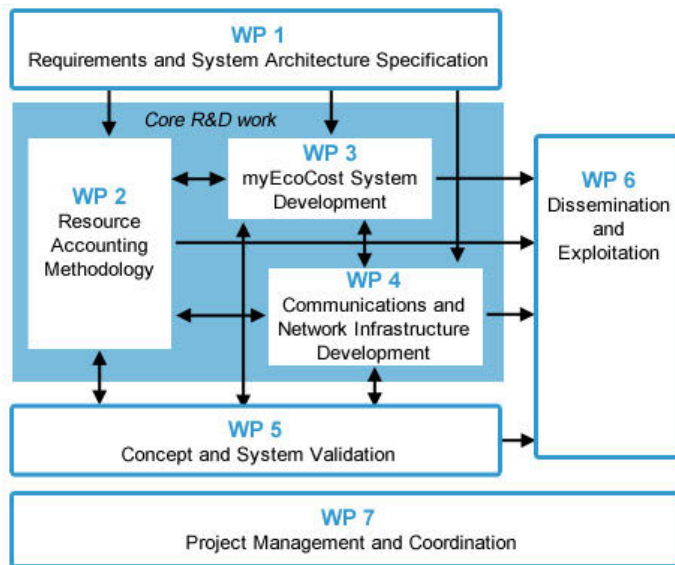 WP 1
Requirements and System Architecture Specification
Core R&D work
WP 2
Resource
Accounting
Methodology
WP 3
myEcoCost System
Development
WP 4
Communications and
Network Infrastructure
Development
WP 6
Dissemination
and
Exploitation
WP 5
Concept and System Validation
WP 7
Project Management and Coordination